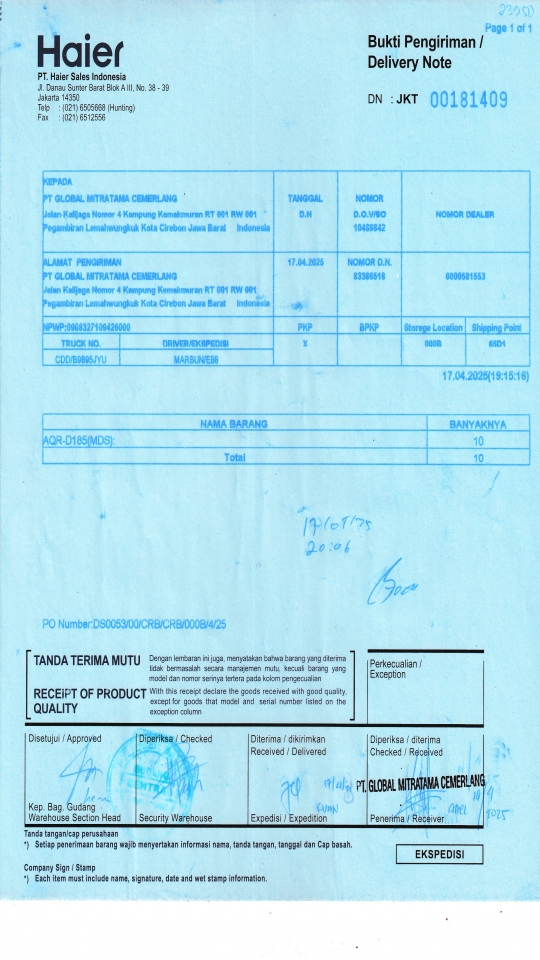 Page 1 of 1
Haier
Bukti Pengiriman /
Delivery Note
PT. Haier Sales Indonesia
Jl. Danau Sunter Barat Blok A III, No. 38 - 39
Jakarta 14350
Telp : (021) 6505668 (Hunting)
Fax : (021) 6512556
DN : JKT 00181409
KEPADA
PT GLOBAL MITRATAMA CEMERLANG
Jalan Kalijaga Nomor 4 Kampung Kemakmuran RT 001 RW 001
Pegambiran Lemahwungkuk Kota Cirebon Jawa Barat Indonesia
TANGGAL
D.N
NOMOR
D.O.V/SO
10489842
NOMOR DEALER
ALAMAT PENGIRIMAN
PT GLOBAL MITRATAMA CEMERLANG
Jalan Kalijaga Nomor 4 Kampung Kemakmuran RT 001 RW 001
Pegambiran Lemahwungkuk Kota Cirebon Jawa Barat Indonesia
17.04.2025
NOMOR D.N.
83386518
6000581553
NPWP:0968327109426000
PKP
BPKP
Storage Location
Shipping Point
TRUCK NO.
DRIVER/EKSPEDISI
X
000B
65D1
CDD/B9895JYU
MARBUN/EB9
17.04.2025(19:15:16)
NAMA BARANG
BANYAKNYA
AQR-D185(MDS):
10
Total
10
20:06
PO Number:DS0053/00/CRB/CRB/000B/4/25
TANDA TERIMA MUTU
Dengan lembaran ini juga, menyatakan bahwa barang yang diterima
tidak bermasalah secara manajemen mutu, kecuali barang yang
model dan nomor serinya tertera pada kolom pengecualian
RECEIPT OF PRODUCT
QUALITY
With this receipt declare the goods received with good quality,
except for goods that model and serial number listed on the
exception column
Perkecualian /
Exception
Disetujui / Approved
Diperiksa / Checked
Diterima / dikirimkan
Received / Delivered
Diperiksa / diterima
Checked / Received
PT. GLOBAL MITRATAMA CEMERLANG
Kep. Bag. Gudang
Warehouse Section Head
Security Warehouse
Expedisi / Expedition
Penerima / Receiver
Tanda tangan/cap perusahaan
*) Setiap penerimaan barang wajib menyertakan informasi nama, tanda tangan, tanggal dan Cap basah.
EKSPEDISI
Company Sign / Stamp
*) Each item must include name, signature, date and wet stamp information.